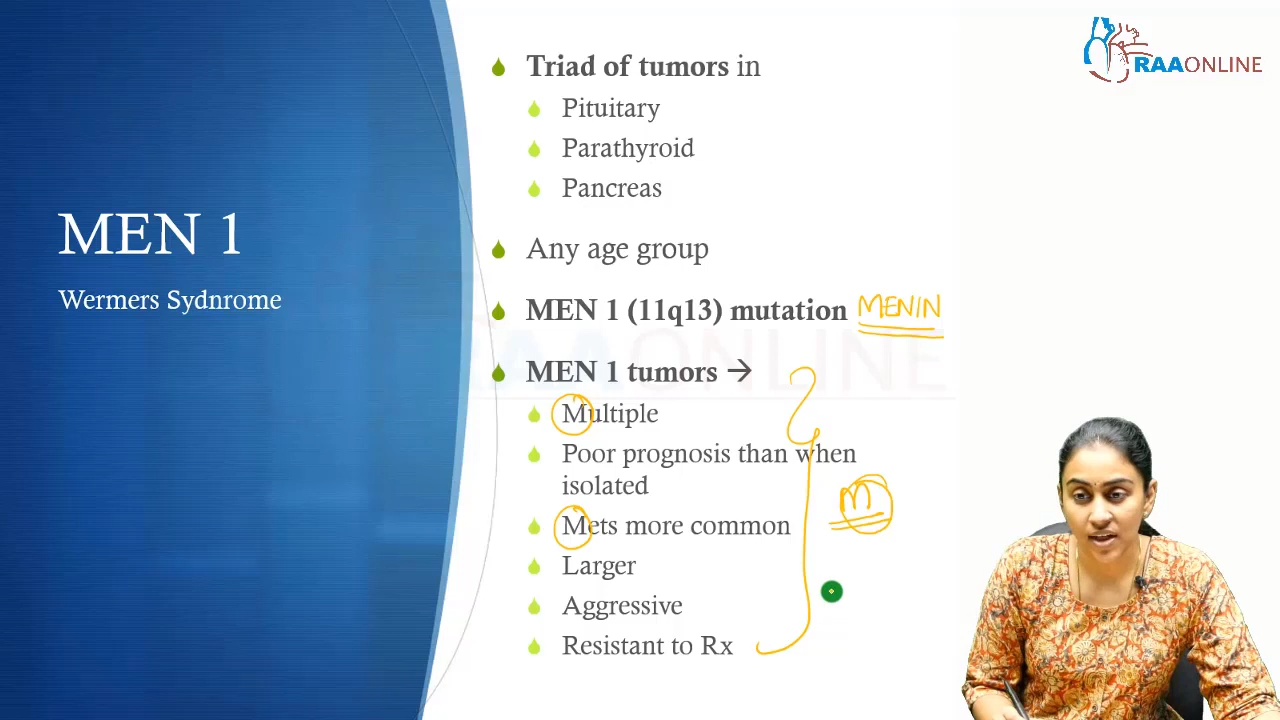 RAAONLINE
MEN 1
Wermers Sydnrome
Triad of tumors in
Pituitary
Parathyroid
Pancreas
Any age group
MEN 1 (11q13) mutation MENIN
MEN 1 tumors →
Multiple
Poor prognosis than when
isolated
M
Mets more common
Larger
Aggressive
Resistant to Rx
RAAONLINE